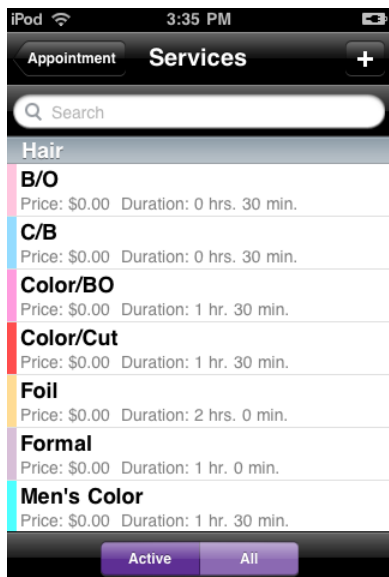 iPod 3:35 PM
Appointment Services +
Search
Hair
B/O
Price: $0.00 Duration: 0 hrs. 30 min.
C/B
Price: $0.00 Duration: 0 hrs. 30 min.
Color/BO
Price: $0.00 Duration: 1 hr. 30 min.
Color/Cut
Price: $0.00 Duration: 1 hr. 30 min.
Foil
Price: $0.00 Duration: 2 hrs. 0 min.
Formal
Price: $0.00 Duration: 1 hr. 0 min.
Men's Color
Price: $0.00 Duration: 1 hr. 30 min.
Active All